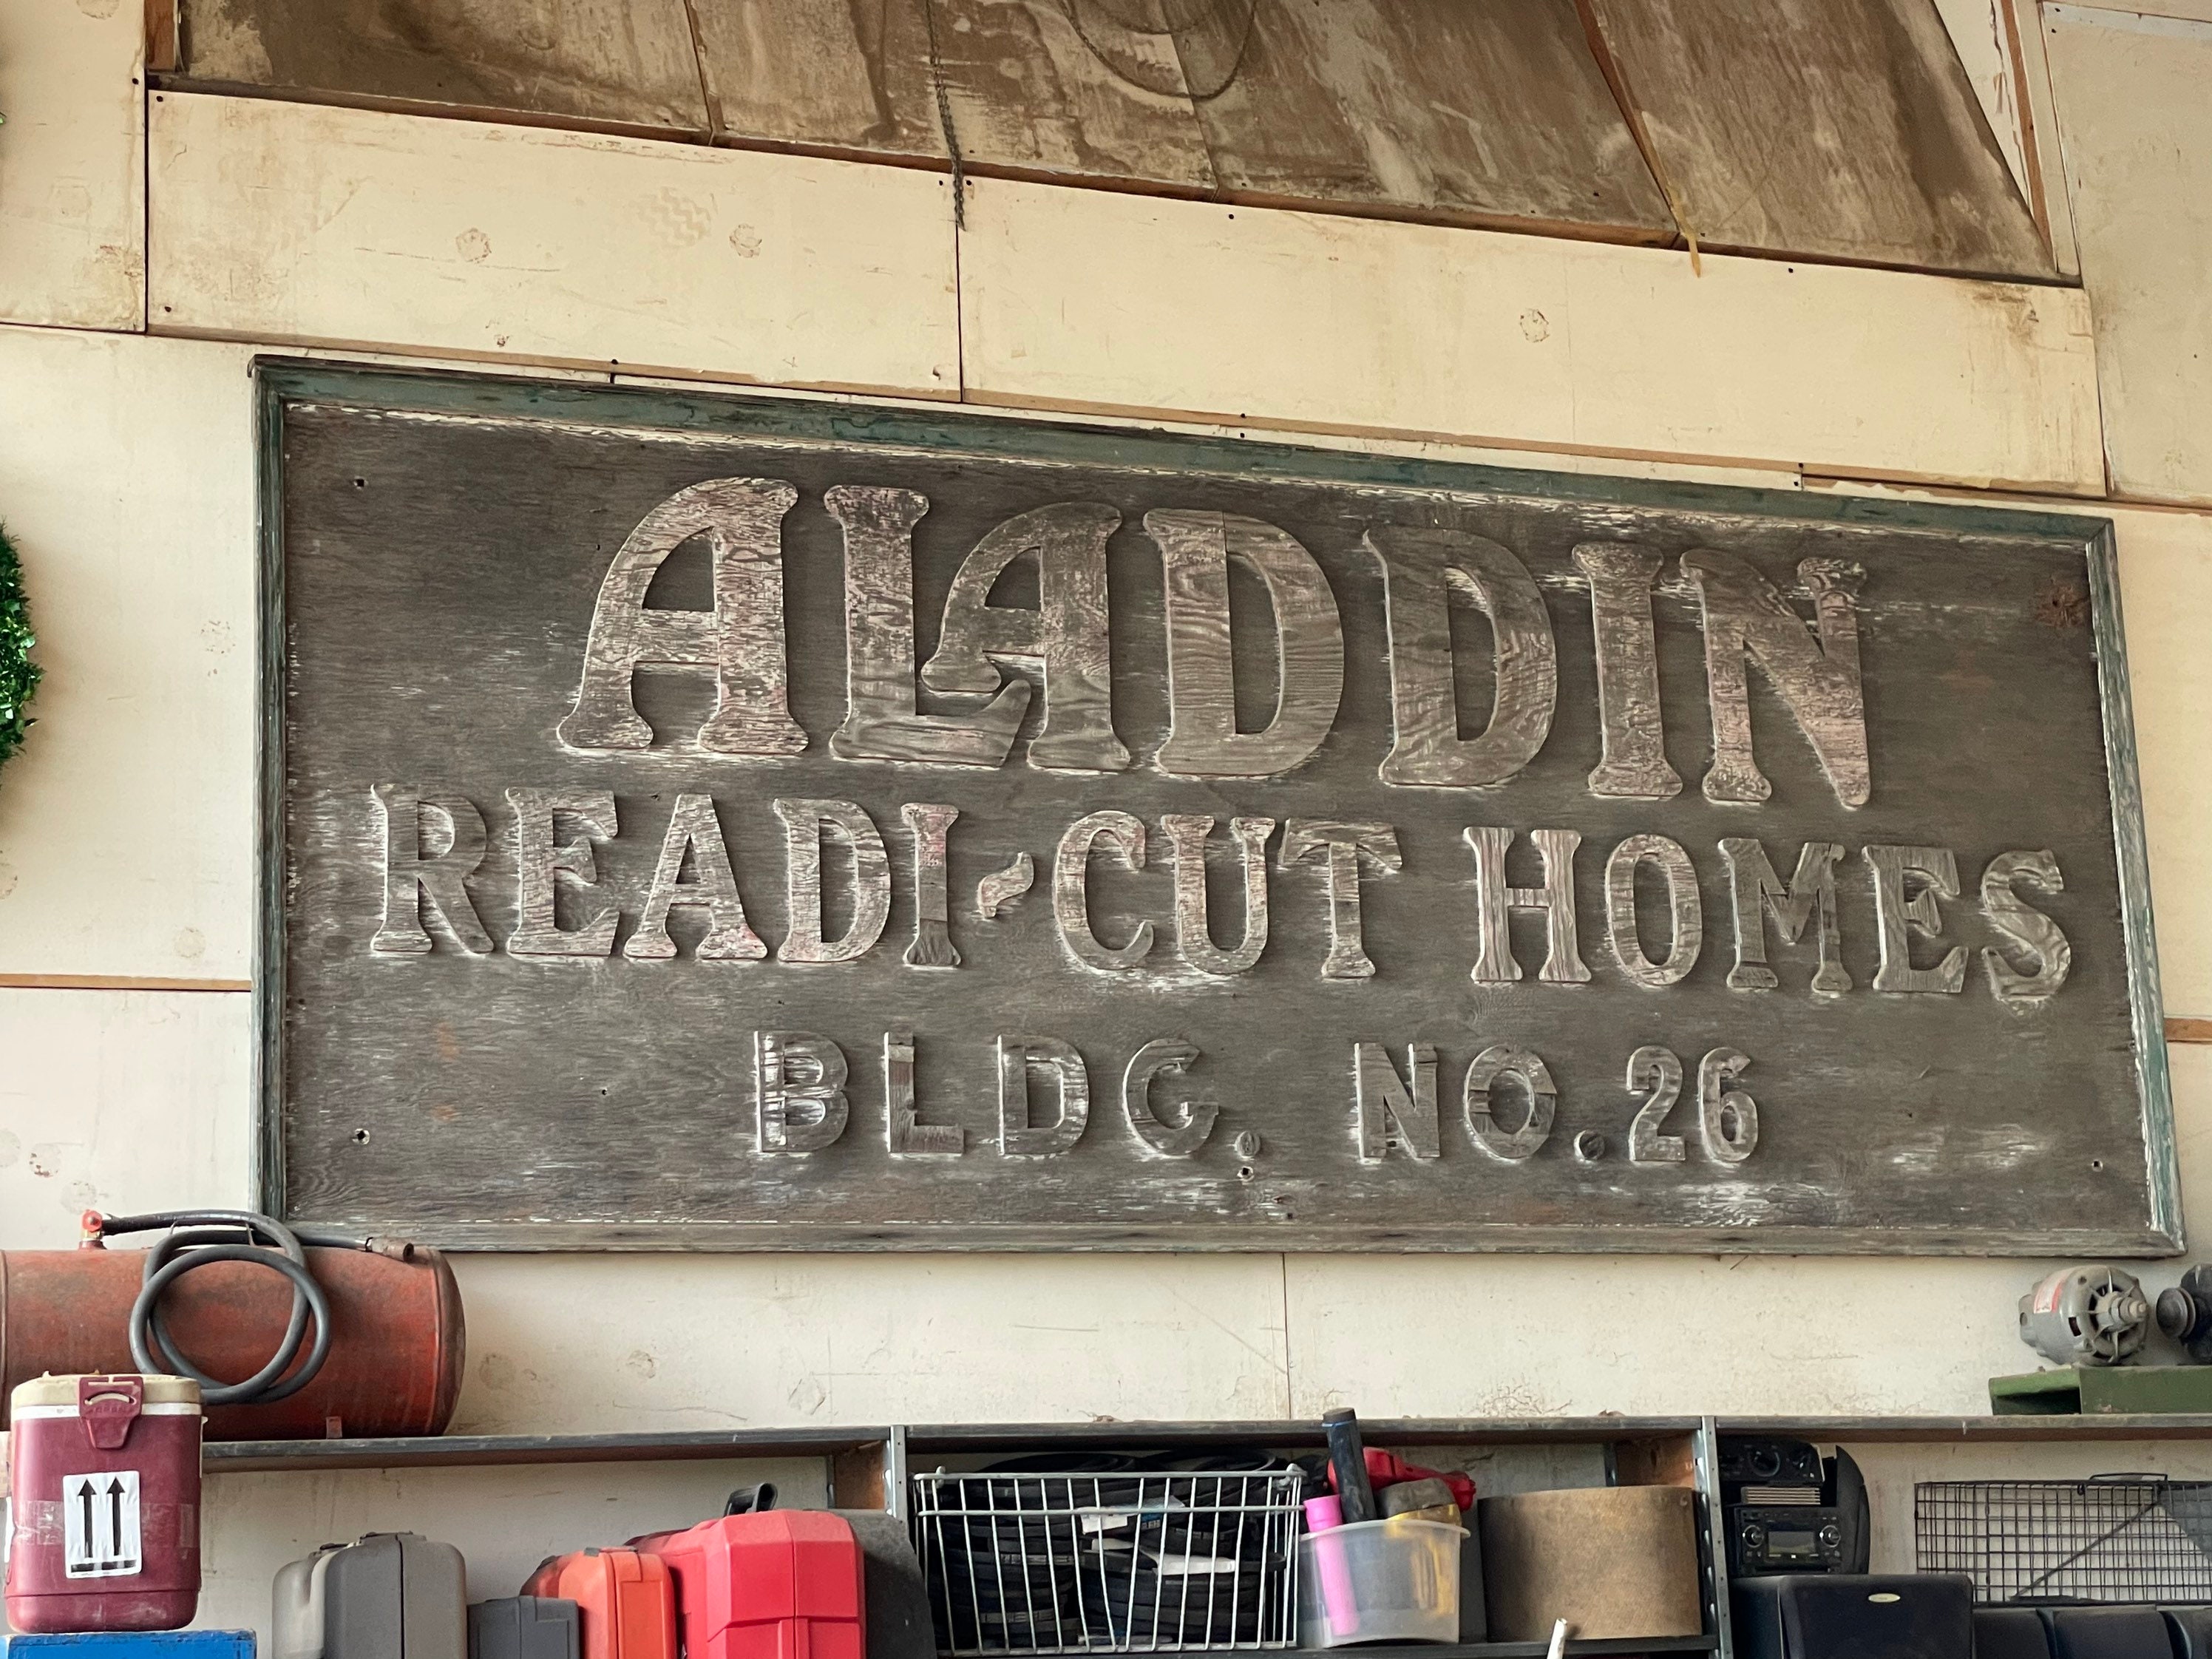 ALADDIN
READI-CUT HOMES
BLDG. NO. 26